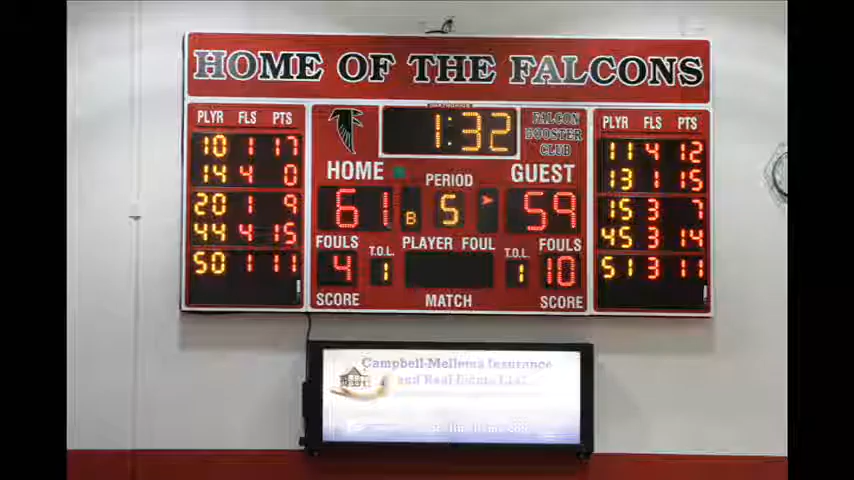 HOME OF THE FALCONS
PLYR FLS PTS
10 1 17
14 4 0
20 1 9
44 4 15
50 1 11
1:32
FALCON
BOOSTER
CLUB
HOME
PERIOD
GUEST
61
B
5
59
FOULS
T.O.L.
PLAYER FOUL
T.O.L.
FOULS
4
1
1
10
SCORE
MATCH
SCORE
PLYR FLS PTS
11 4 12
13 1 15
15 3 7
45 3 14
51 3 11
Campbell-Mellema Insurance
and Real Estate